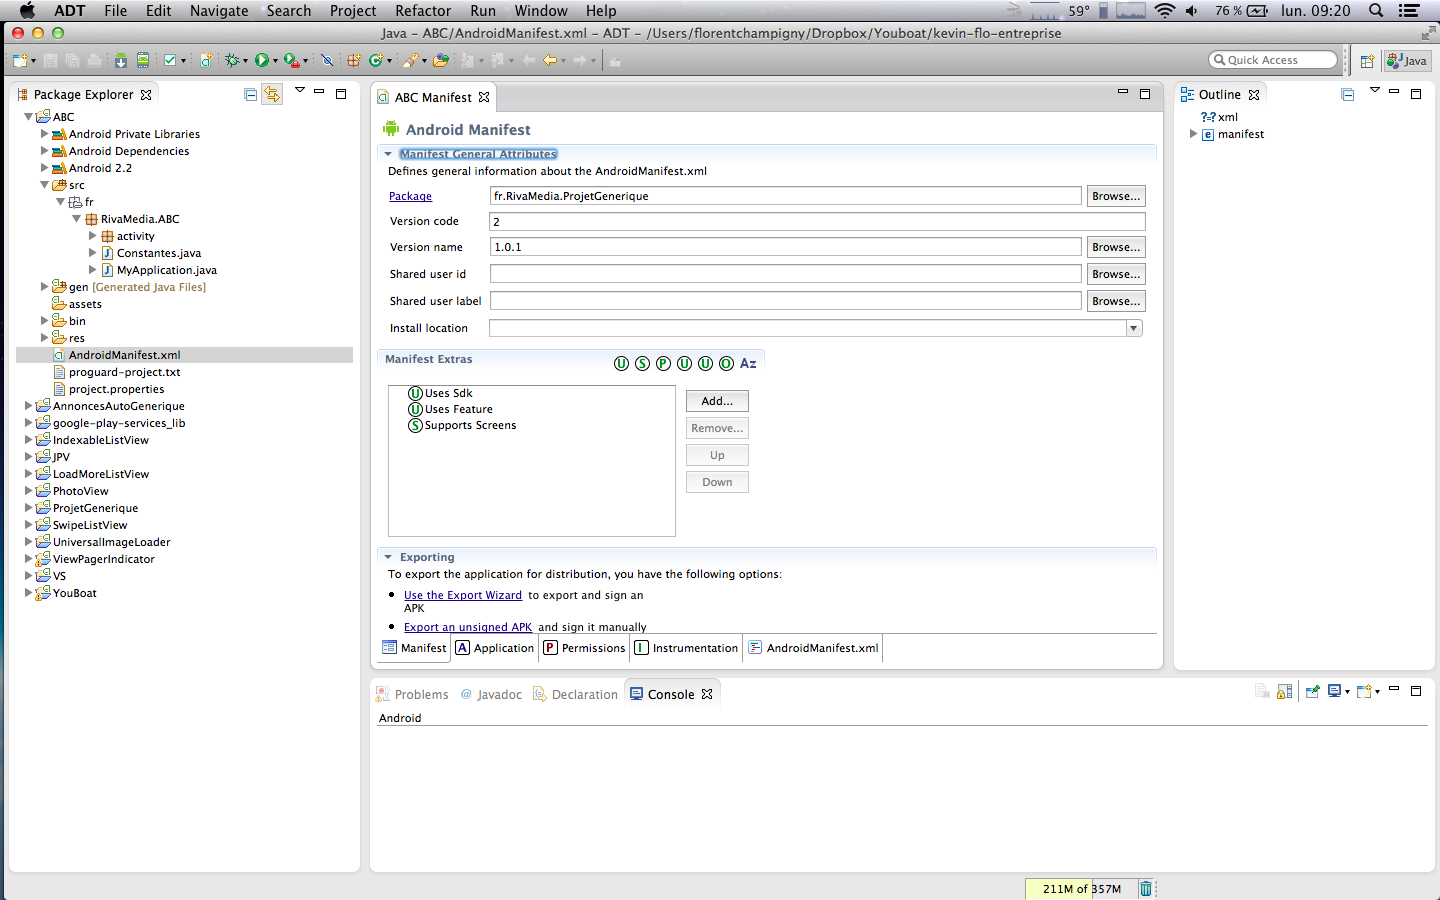 ADT File Edit Navigate Search Project Refactor Run Window Help 59° 76 % lun. 09:20
Java – ABC/AndroidManifest.xml – ADT – /Users/florentchampigny/Dropbox/Youboat/kevin-flo-entreprise
Quick Access
Java
Package Explorer
ABC
Android Private Libraries
Android Dependencies
Android 2.2
src
fr
RivaMedia.ABC
activity
Constantes.java
MyApplication.java
gen [Generated Java Files]
assets
bin
res
AndroidManifest.xml
proguard-project.txt
project.properties
AnnoncesAutoGenerique
google-play-services_lib
IndexableListView
JPV
LoadMoreListView
PhotoView
ProjetGenerique
SwipeListView
UniversalImageLoader
ViewPagerIndicator
VS
YouBoat
ABC Manifest
Android Manifest
Manifest General Attributes
Defines general information about the AndroidManifest.xml
Package fr.RivaMedia.ProjetGenerique Browse...
Version code 2
Version name 1.0.1 Browse...
Shared user id Browse...
Shared user label Browse...
Install location
Manifest Extras U S P U U O Az
U Uses Sdk
U Uses Feature
S Supports Screens
Add...
Remove...
Up
Down
Exporting
To export the application for distribution, you have the following options:
• Use the Export Wizard to export and sign an
APK
• Export an unsigned APK and sign it manually
Manifest A Application P Permissions I Instrumentation AndroidManifest.xml
Outline
?=? xml
e manifest
Problems @ Javadoc Declaration Console
Android
211M of 357M